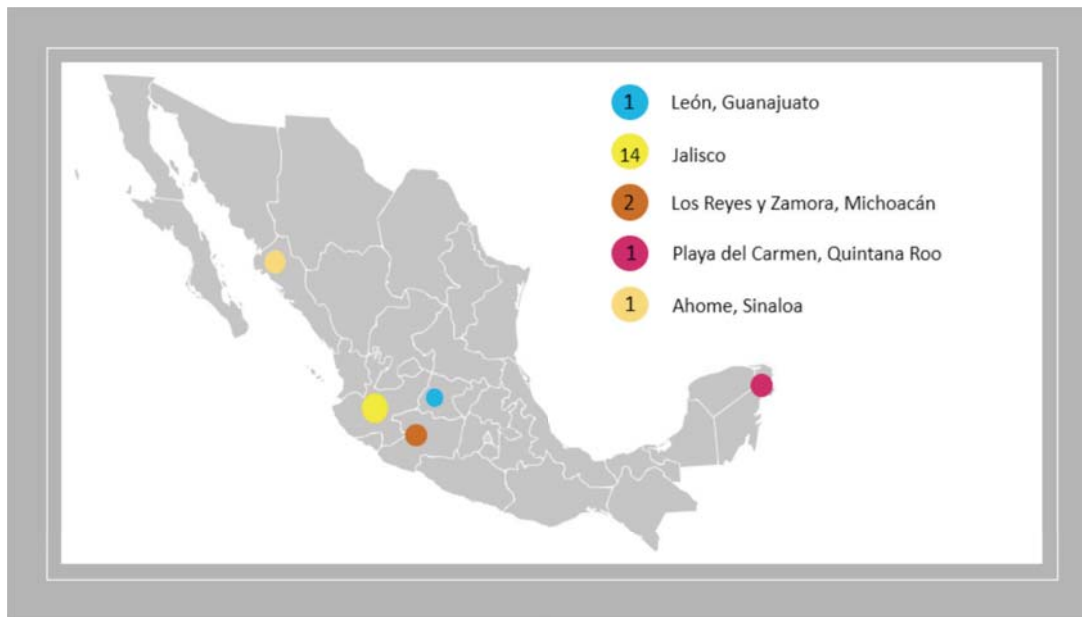 1 León, Guanajuato
14 Jalisco
2 Los Reyes y Zamora, Michoacán
1 Playa del Carmen, Quintana Roo
1 Ahome, Sinaloa